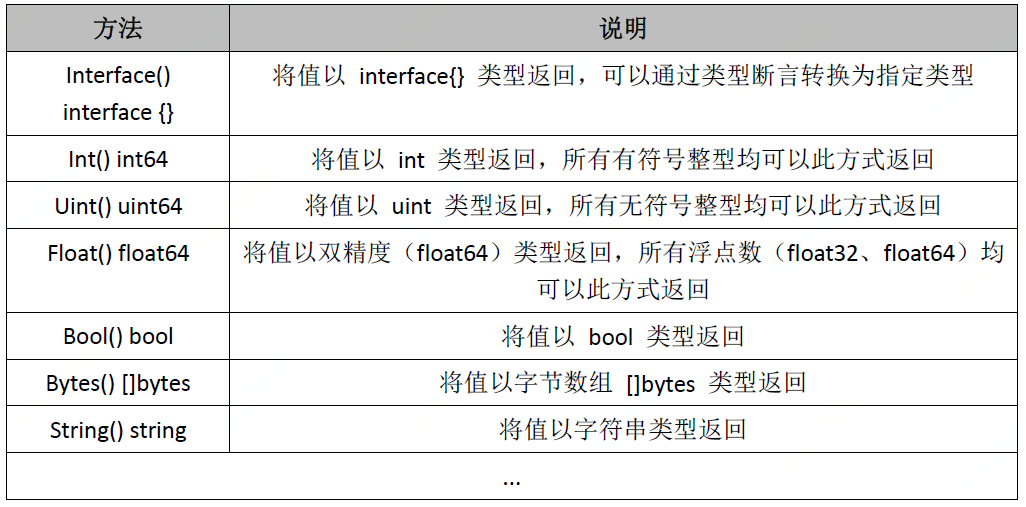 方法 说明
Interface() 将值以 interface{} 类型返回，可以通过类型断言转换为指定类型
interface {}
Int() int64 将值以 int 类型返回，所有有符号整型均可以此方式返回
Uint() uint64 将值以 uint 类型返回，所有无符号整型均可以此方式返回
Float() float64 将值以双精度（float64）类型返回，所有浮点数（float32、float64）均
可以此方式返回
Bool() bool 将值以 bool 类型返回
Bytes() []bytes 将值以字节数组 []bytes 类型返回
String() string 将值以字符串类型返回
...